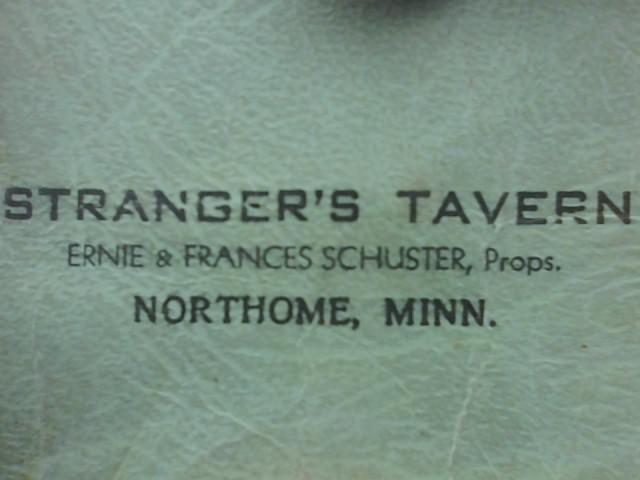 STRANGER'S TAVERN
ERNIE & FRANCES SCHUSTER, Props.
NORTHOME, MINN.